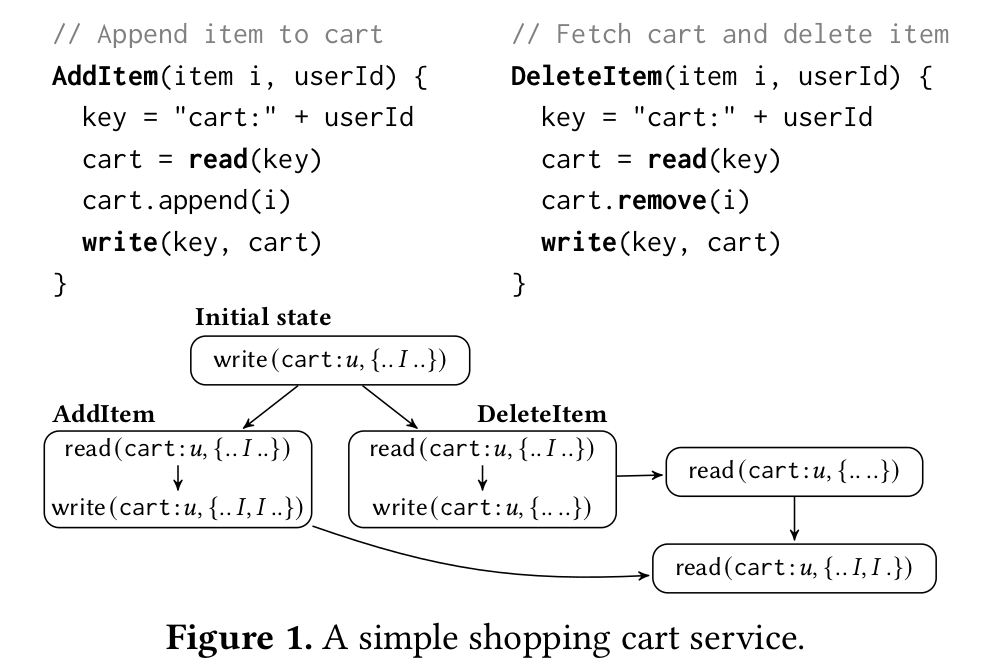 // Append item to cart
AddItem(item i, userId) {
key = "cart:" + userId
cart = read(key)
cart.append(i)
write(key, cart)
}
// Fetch cart and delete item
DeleteItem(item i, userId) {
key = "cart:" + userId
cart = read(key)
cart.remove(i)
write(key, cart)
}
Initial state
write(cart:u, {.. I ..})
AddItem
read(cart:u, {.. I ..})
write(cart:u, {.. I, I ..})
DeleteItem
read(cart:u, {.. I ..})
write(cart:u, {.. ..})
read(cart:u, {.. ..})
read(cart:u, {.. I, I .})
Figure 1. A simple shopping cart service.